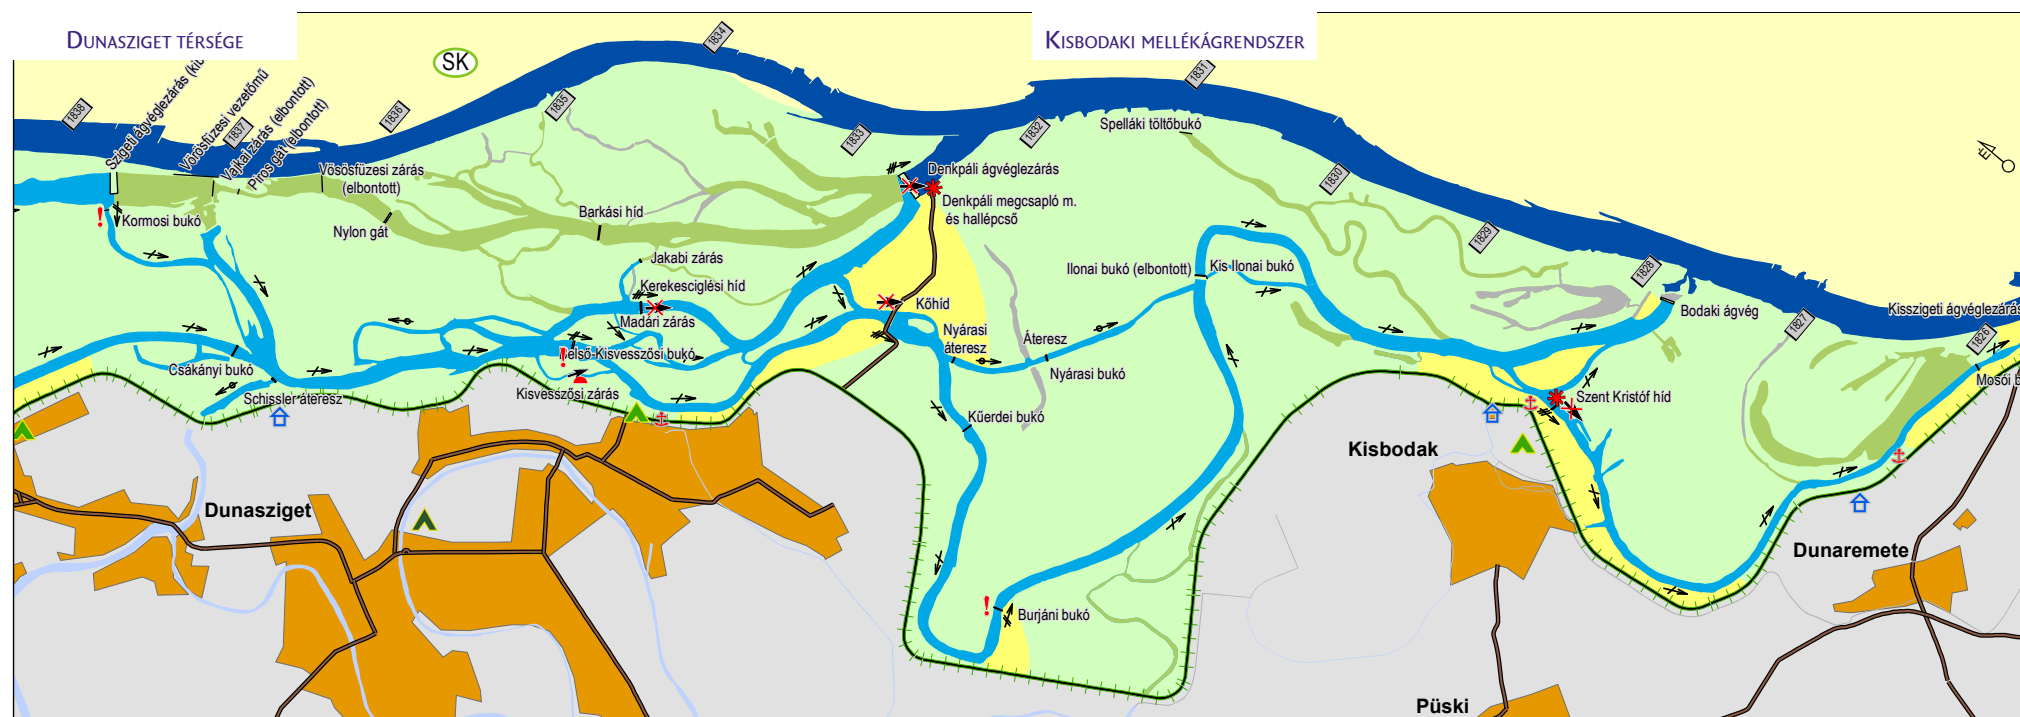 DUNASZIGET TÉRSÉGE
KISBODAKI MELLÉKÁGRENDSZER
SK
1838
1837
1836
1835
1834
1833
1832
1831
1830
1829
1828
1827
1826
É
Szigeti ágvéglezárás
Vörösfüzesi vezetőmű
Vajkai zárás (elbontott)
Piros gát (elbontott)
Vösösfüzesi zárás
(elbontott)
Kormosi bukó
Nylon gát
Barkási híd
Jakabi zárás
Kerekesciglési híd
Madári zárás
Belső Kisvesszősi bukó
Kisvesszősi zárás
Csákányi bukó
Schissler áteresz
Denkpáli ágvéglezárás
Denkpáli megcsapló m.
és hallépcső
Kőhíd
Nyárasi
áteresz
Áteresz
Nyárasi bukó
Kűerdei bukó
Burjáni bukó
Spelláki töltőbukó
Ilonai bukó (elbontott)
Kis Ilonai bukó
Bodaki ágvég
Kisszigeti ágvéglezárás
Szent Kristóf híd
Mosói
Dunasziget
Kisbodak
Dunaremete
Püski